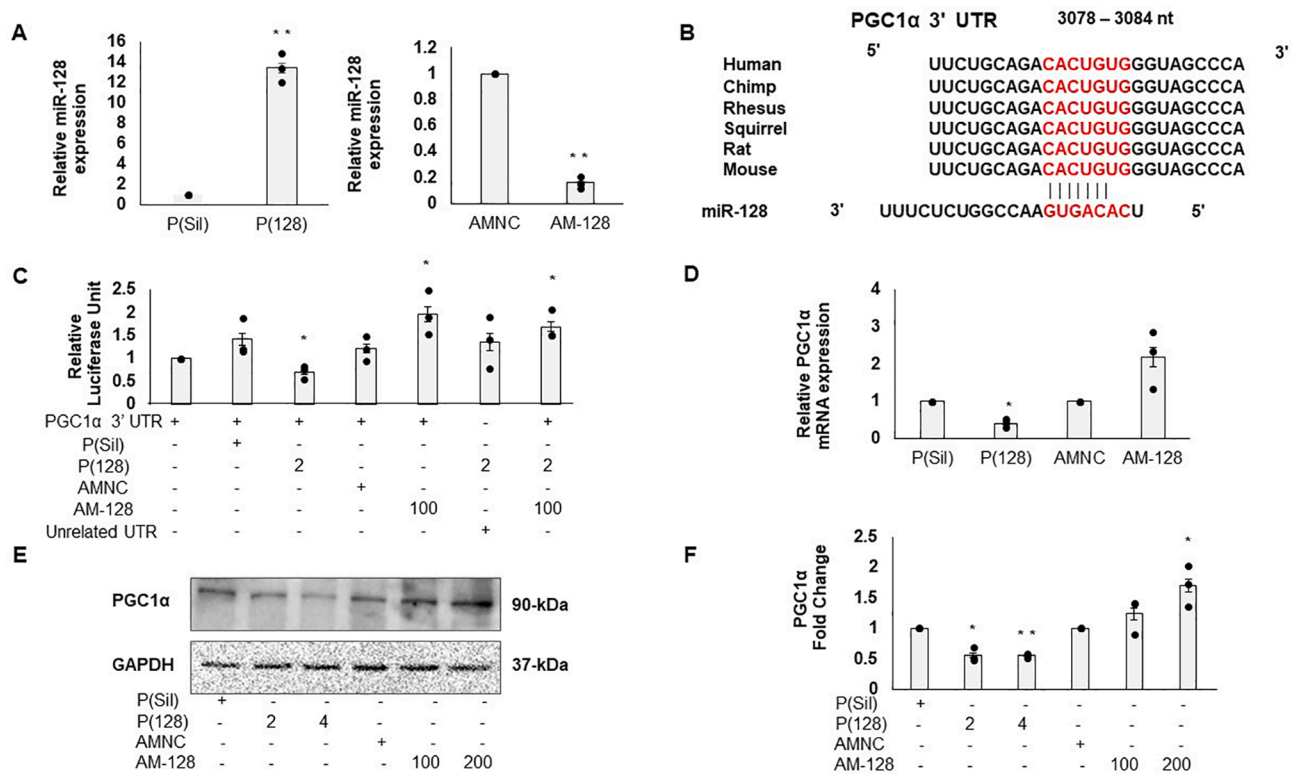 A
Relative miR-128
expression
16
14
12
10
8
6
4
2
0
* *
P(Sil) P(128)
Relative miR-128
expression
1.2
1
0.8
0.6
0.4
0.2
0
* *
AMNC AM-128
B
PGC1α 3' UTR 3078 – 3084 nt
5' 3'
Human UUCUGCAGACACUGUGGGUAGCCCA
Chimp UUCUGCAGACACUGUGGGUAGCCCA
Rhesus UUCUGCAGACACUGUGGGUAGCCCA
Squirrel UUCUGCAGACACUGUGGGUAGCCCA
Rat UUCUGCAGACACUGUGGGUAGCCCA
Mouse UUCUGCAGACACUGUGGGUAGCCCA
miR-128 3' UUUCUCUGGCCAAGUGACACU 5'
C
Relative
Luciferase Unit
2.5
2
1.5
1
0.5
0
* * *
PGC1α 3' UTR + + + + + - +
P(Sil) - + - - - - -
P(128) - - 2 - - 2 2
AMNC - - - + - - -
AM-128 - - - - 100 - 100
Unrelated UTR - - - - - + -
D
Relative PGC1α
mRNA expression
4
3
2
1
0
*
P(Sil) P(128) AMNC AM-128
E
PGC1α 90-kDa
GAPDH 37-kDa
P(Sil) + - - - - -
P(128) - 2 4 - - -
AMNC - - - + - -
AM-128 - - - - 100 200
F
PGC1α
Fold Change
2.5
2
1.5
1
0.5
0
* * * *
P(Sil) + - - - - -
P(128) - 2 4 - - -
AMNC - - - + - -
AM-128 - - - - 100 200